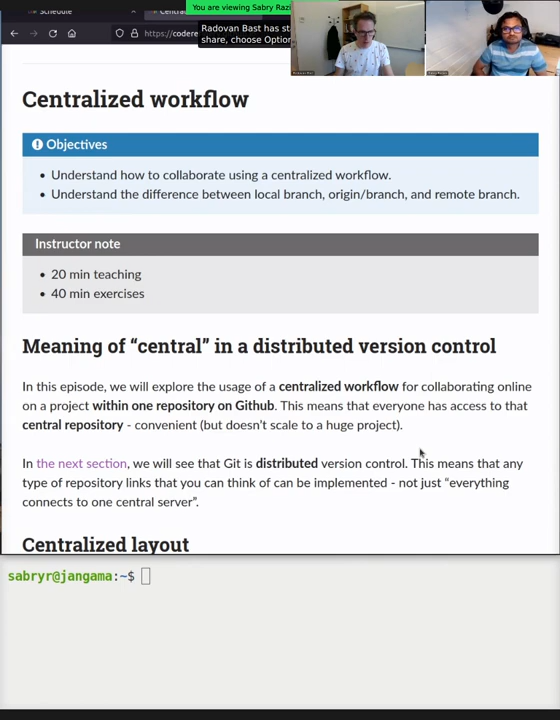 Schedule
Centra
You are viewing Sabry Razi
https://codere
Radovan Bast has st
share, choose Option
Centralized workflow
Objectives
Understand how to collaborate using a centralized workflow.
Understand the difference between local branch, origin/branch, and remote branch.
Instructor note
20 min teaching
40 min exercises
Meaning of “central” in a distributed version control
In this episode, we will explore the usage of a centralized workflow for collaborating online
on a project within one repository on Github. This means that everyone has access to that
central repository - convenient (but doesn’t scale to a huge project).
In the next section, we will see that Git is distributed version control. This means that any
type of repository links that you can think of can be implemented - not just “everything
connects to one central server”.
Centralized layout
sabryr@jangama:~$